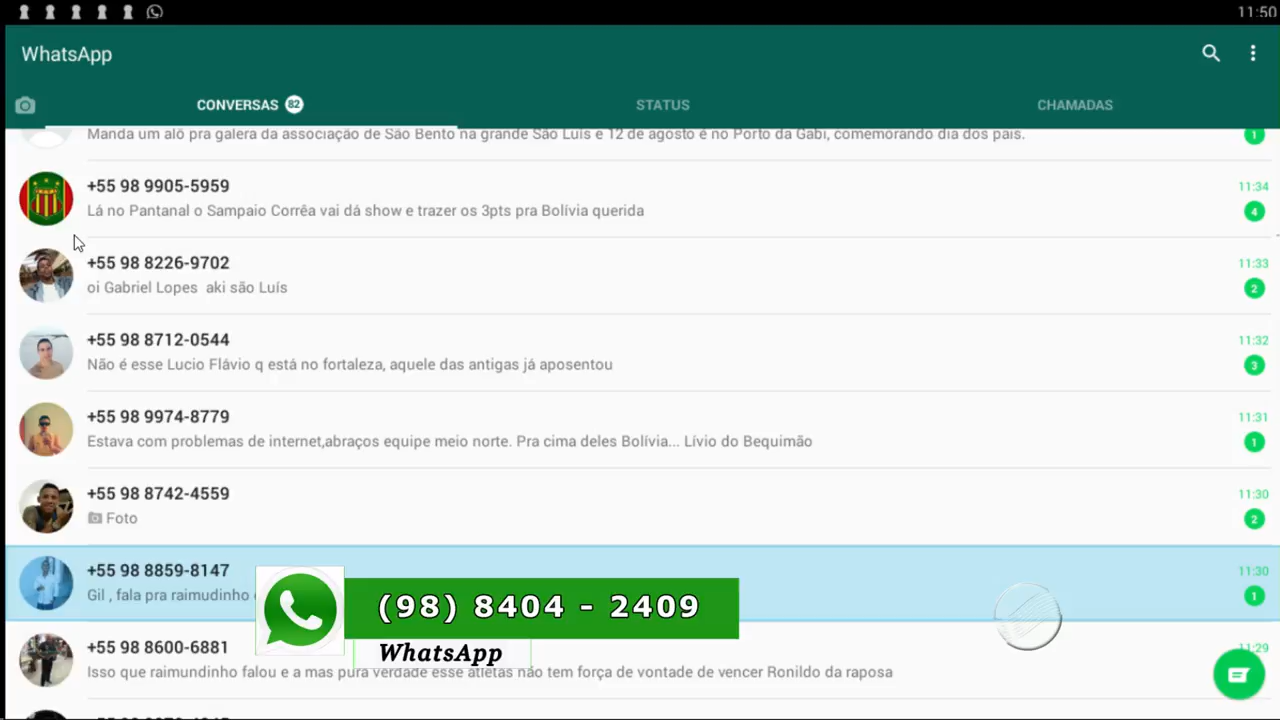 11:50
WhatsApp
CONVERSAS 82
STATUS
CHAMADAS
Manda um alô pra galera da associação de São Bento na grande São Luís e 12 de agosto é no Porto da Gabi, comemorando dia dos pais.
1
+55 98 9905-5959
11:34
Lá no Pantanal o Sampaio Corrêa vai dá show e trazer os 3pts pra Bolívia querida
4
+55 98 8226-9702
11:33
oi Gabriel Lopes aki são Luís
2
+55 98 8712-0544
11:32
Não é esse Lucio Flávio q está no fortaleza, aquele das antigas já aposentou
3
+55 98 9974-8779
11:31
Estava com problemas de internet,abraços equipe meio norte. Pra cima deles Bolívia... Lívio do Bequimão
1
+55 98 8742-4559
11:30
Foto
2
+55 98 8859-8147
11:30
Gil , fala pra raimudinho
1
(98) 8404 - 2409
WhatsApp
+55 98 8600-6881
11:29
Isso que raimundinho falou e a mas pura verdade esse atletas não tem força de vontade de vencer Ronildo da raposa